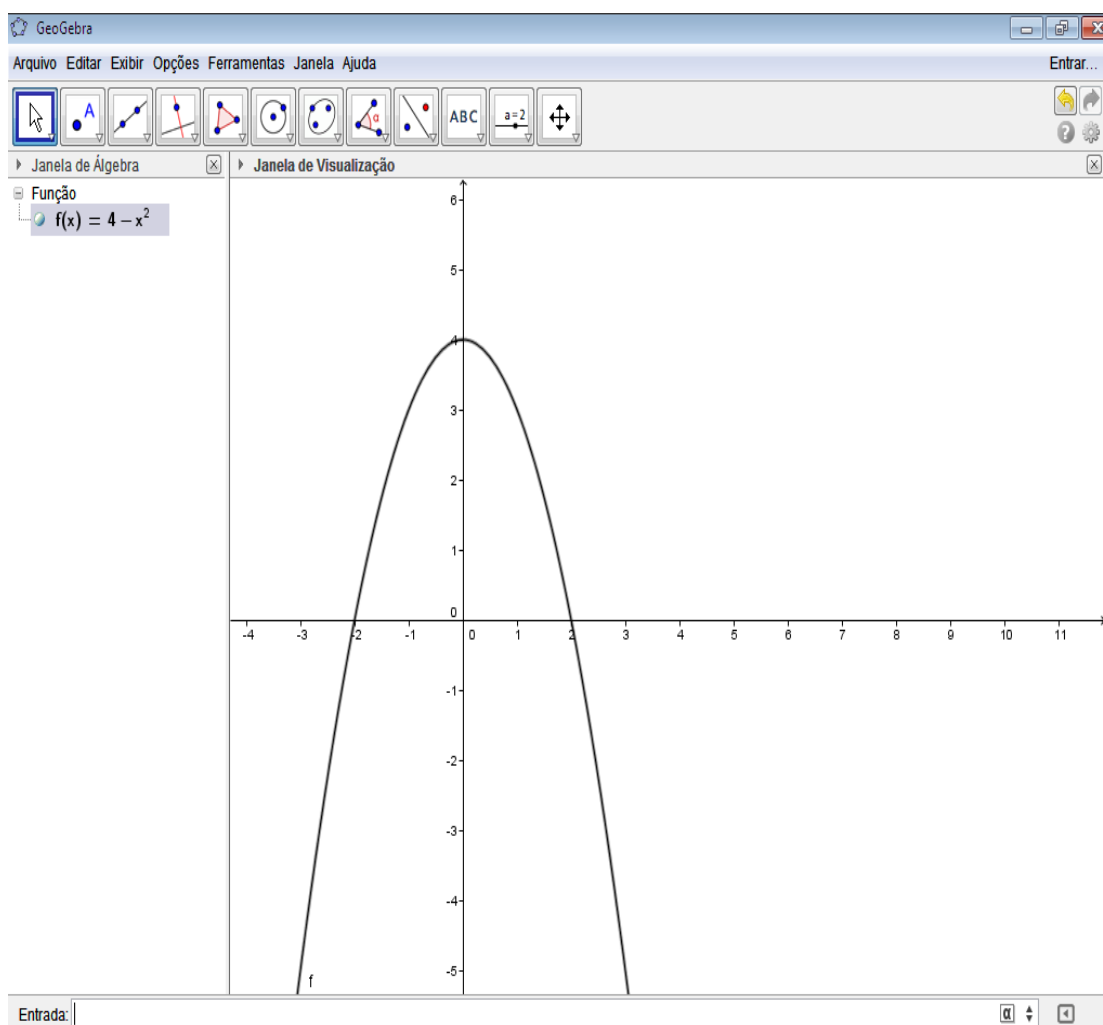 GeoGebra
Arquivo Editar Exibir Opções Ferramentas Janela Ajuda Entrar...
A α ABC a=2
Janela de Álgebra
Janela de Visualização
Função
f(x) = 4 – x²
6
5
4
3
2
1
0
-4 -3 -2 -1 0 1 2 3 4 5 6 7 8 9 10 11
-1
-2
-3
-4
-5
f
Entrada: α